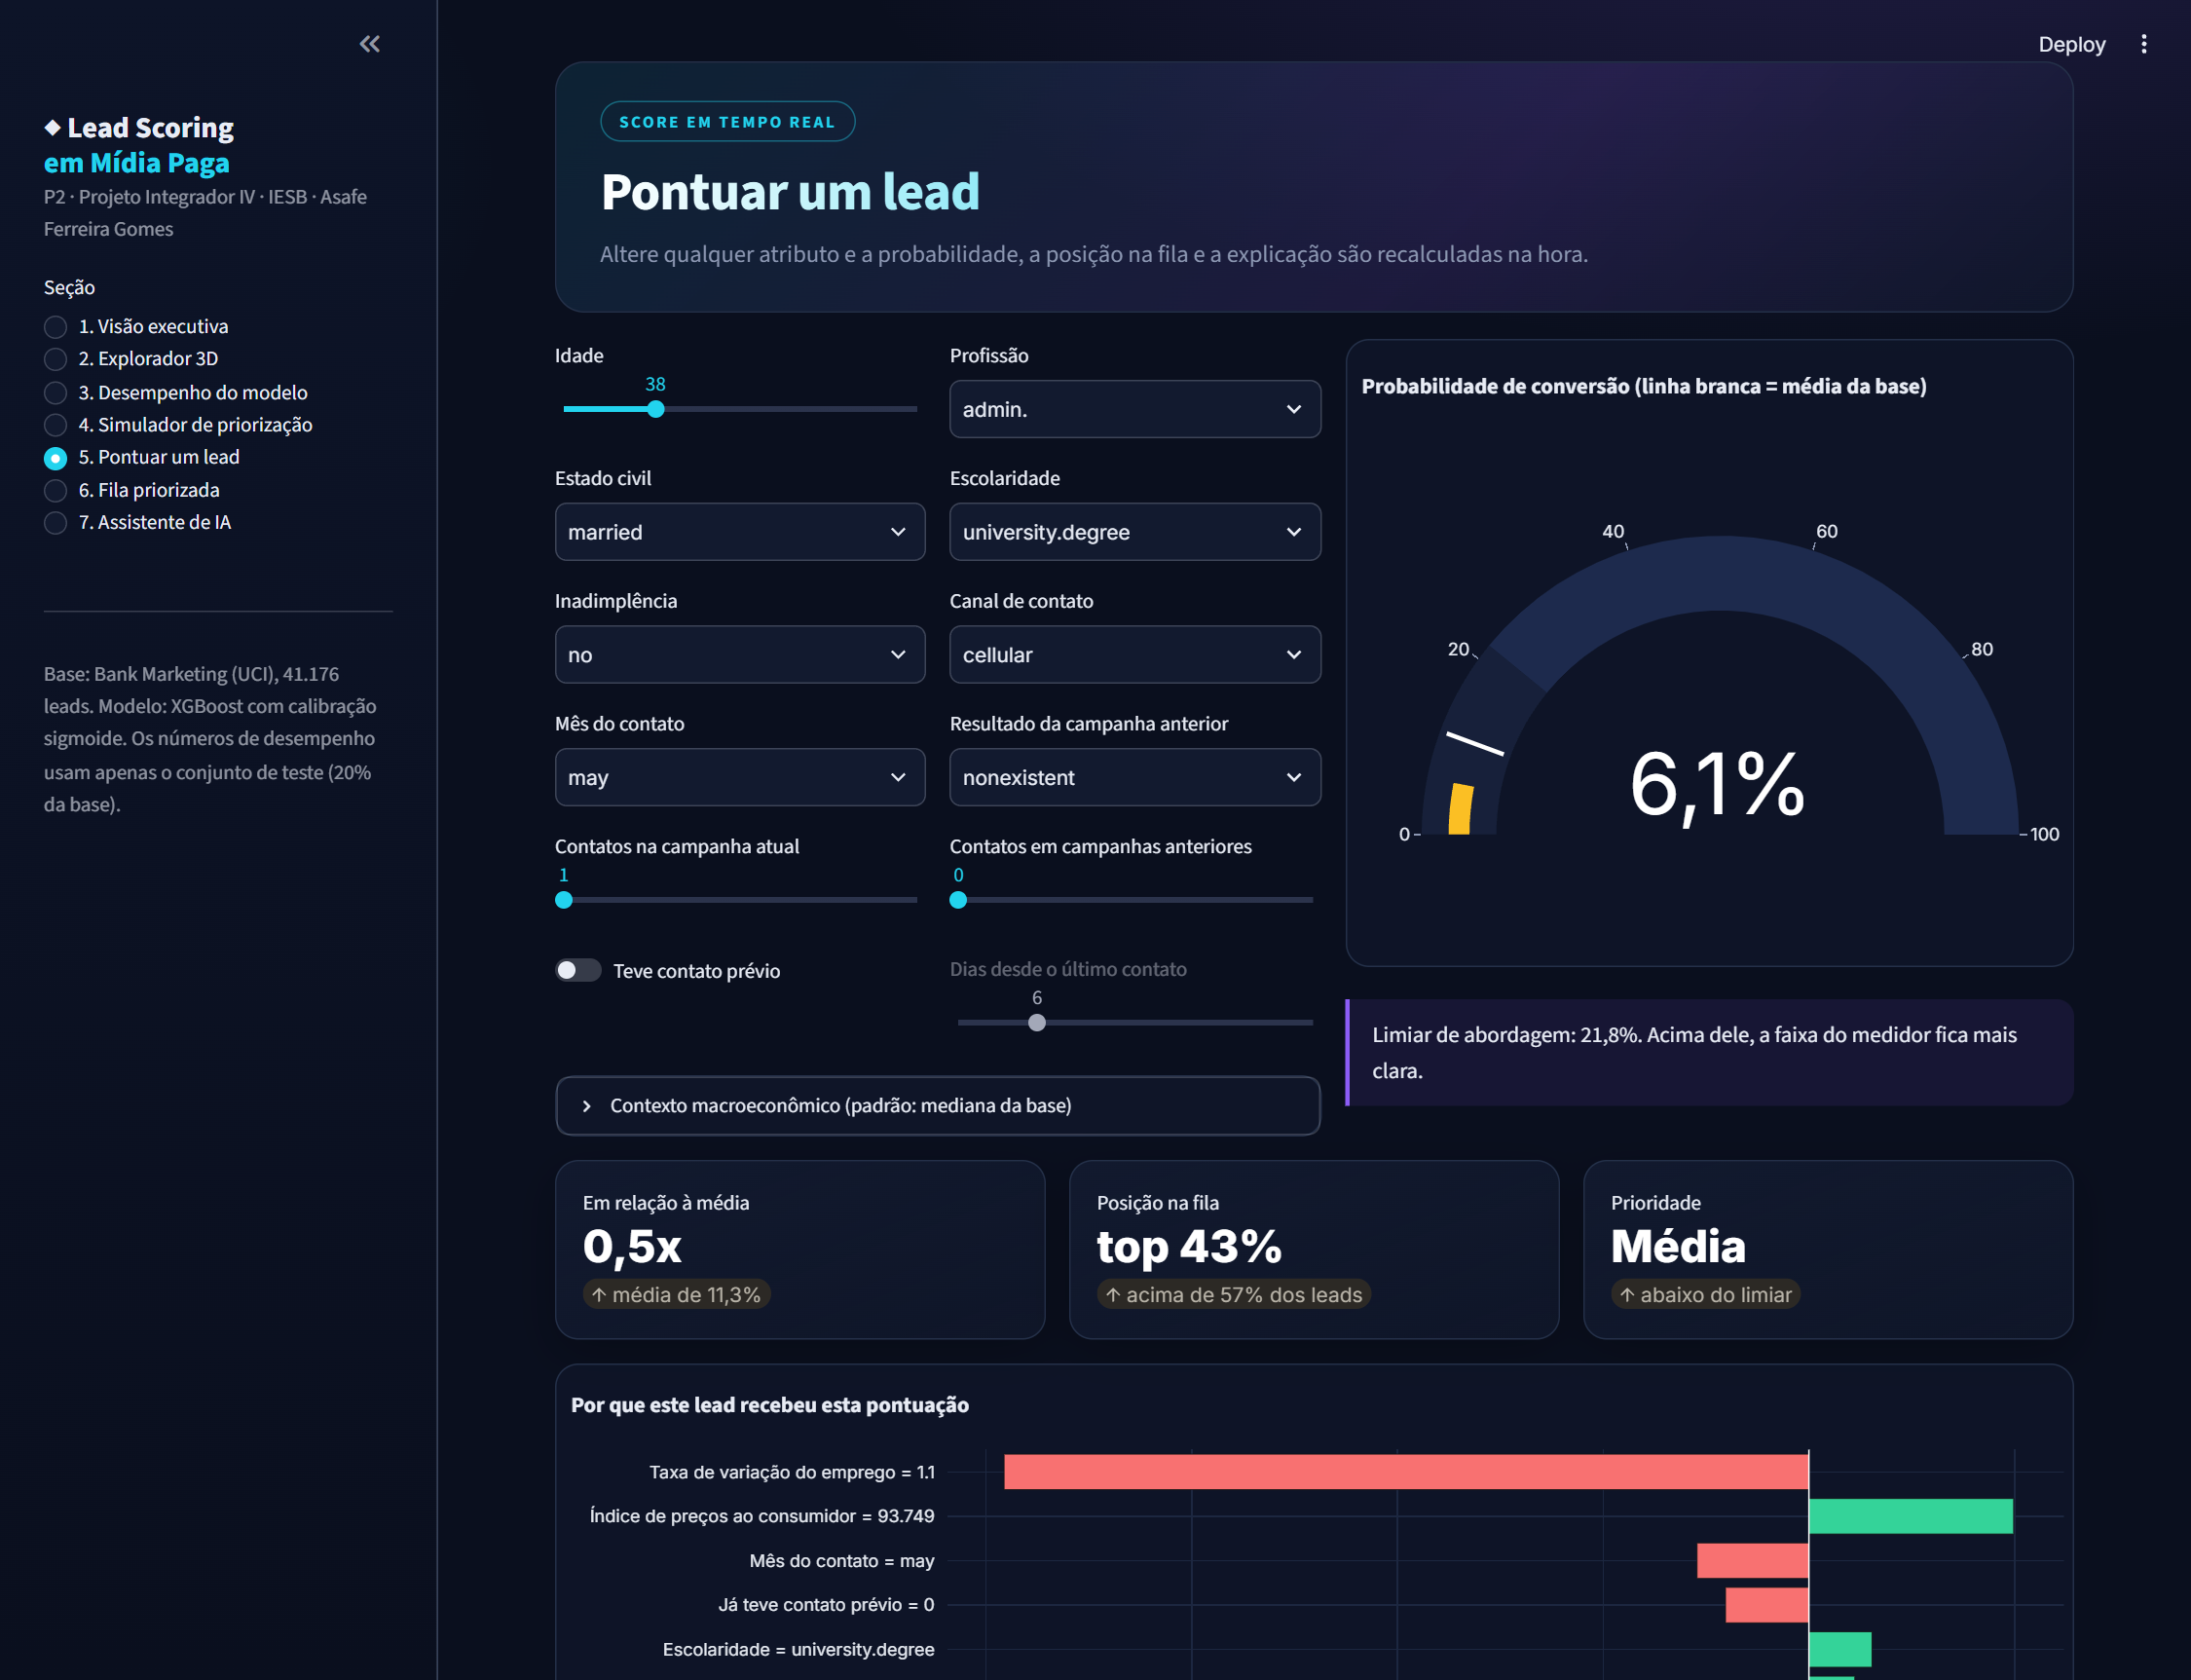 Deploy
◆ Lead Scoring
em Mídia Paga
P2 · Projeto Integrador IV · IESB · Asafe
Ferreira Gomes
Seção
1. Visão executiva
2. Explorador 3D
3. Desempenho do modelo
4. Simulador de priorização
5. Pontuar um lead
6. Fila priorizada
7. Assistente de IA
Base: Bank Marketing (UCI), 41.176
leads. Modelo: XGBoost com calibração
sigmoide. Os números de desempenho
usam apenas o conjunto de teste (20%
da base).
SCORE EM TEMPO REAL
Pontuar um lead
Altere qualquer atributo e a probabilidade, a posição na fila e a explicação são recalculadas na hora.
Idade
38
Profissão
admin.
Estado civil
married
Escolaridade
university.degree
Inadimplência
no
Canal de contato
cellular
Mês do contato
may
Resultado da campanha anterior
nonexistent
Contatos na campanha atual
1
Contatos em campanhas anteriores
0
Teve contato prévio
Dias desde o último contato
6
Contexto macroeconômico (padrão: mediana da base)
Probabilidade de conversão (linha branca = média da base)
0
20
40
60
80
100
6,1%
Limiar de abordagem: 21,8%. Acima dele, a faixa do medidor fica mais
clara.
Em relação à média
0,5x
↑ média de 11,3%
Posição na fila
top 43%
↑ acima de 57% dos leads
Prioridade
Média
↑ abaixo do limiar
Por que este lead recebeu esta pontuação
Taxa de variação do emprego = 1.1
Índice de preços ao consumidor = 93.749
Mês do contato = may
Já teve contato prévio = 0
Escolaridade = university.degree